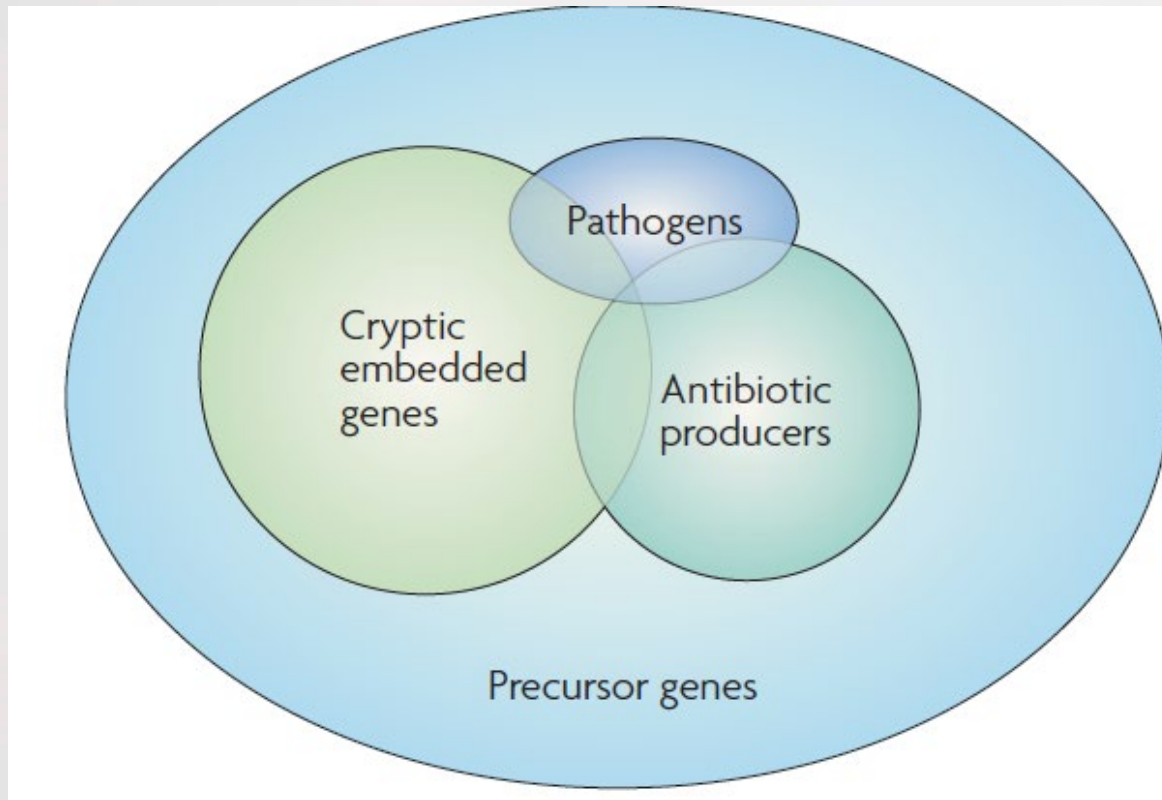 Pathogens
Cryptic
embedded
genes
Antibiotic
producers
Precursor genes